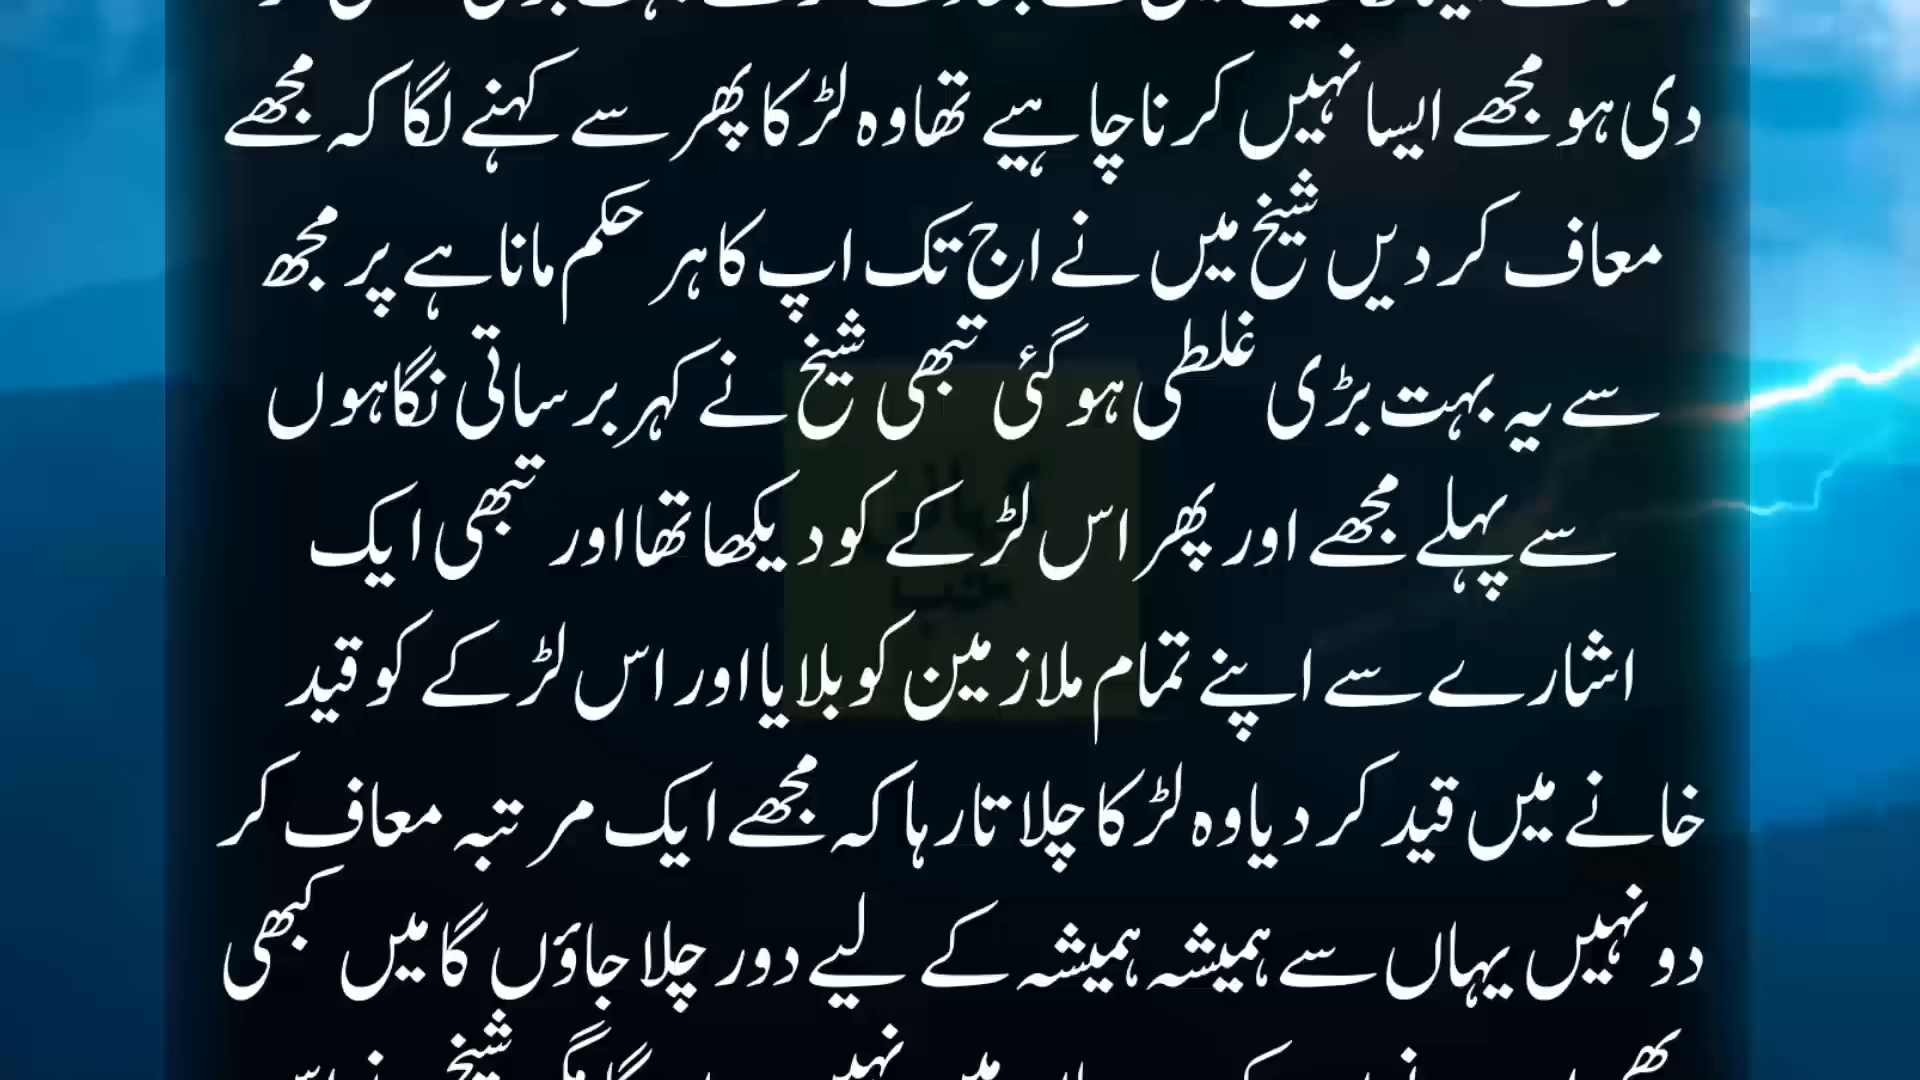 دی ہو مجھے ایسا نہیں کرنا چاہیے تھا وہ لڑکا پھر سے کہنے لگا کہ مجھے
معاف کر دیں شیخ میں نے اج تک اپ کا ہر حکم مانا ہے پر مجھ
سے یہ بہت بڑی غلطی ہو گئی تبھی شیخ نے کہر برساتی نگاہوں
سے پہلے مجھے اور پھر اس لڑکے کو دیکھا تھا اور تبھی ایک
اشارے سے اپنے تمام ملازمین کو بلایا اور اس لڑکے کو قید
خانے میں قید کر دیا وہ لڑکا چلاتا رہا کہ مجھے ایک مرتبہ معاف کر
دو نہیں یہاں سے ہمیشہ ہمیشہ کے لیے دور چلا جاؤں گا میں کبھی